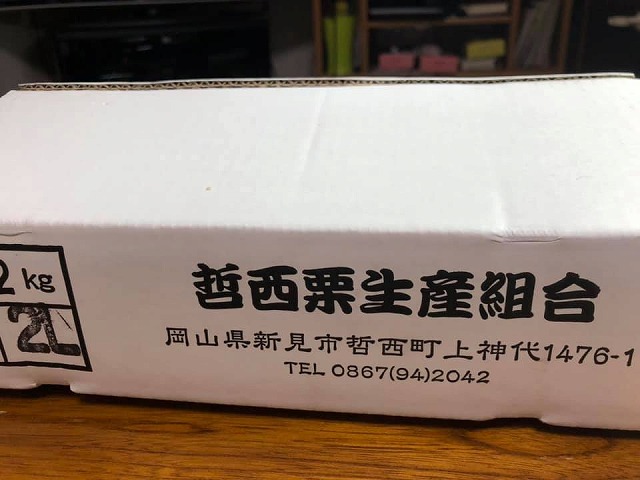 2 kg
2L
哲西栗生産組合
岡山県新見市哲西町上神代1476-1
TEL 0867(94)2042